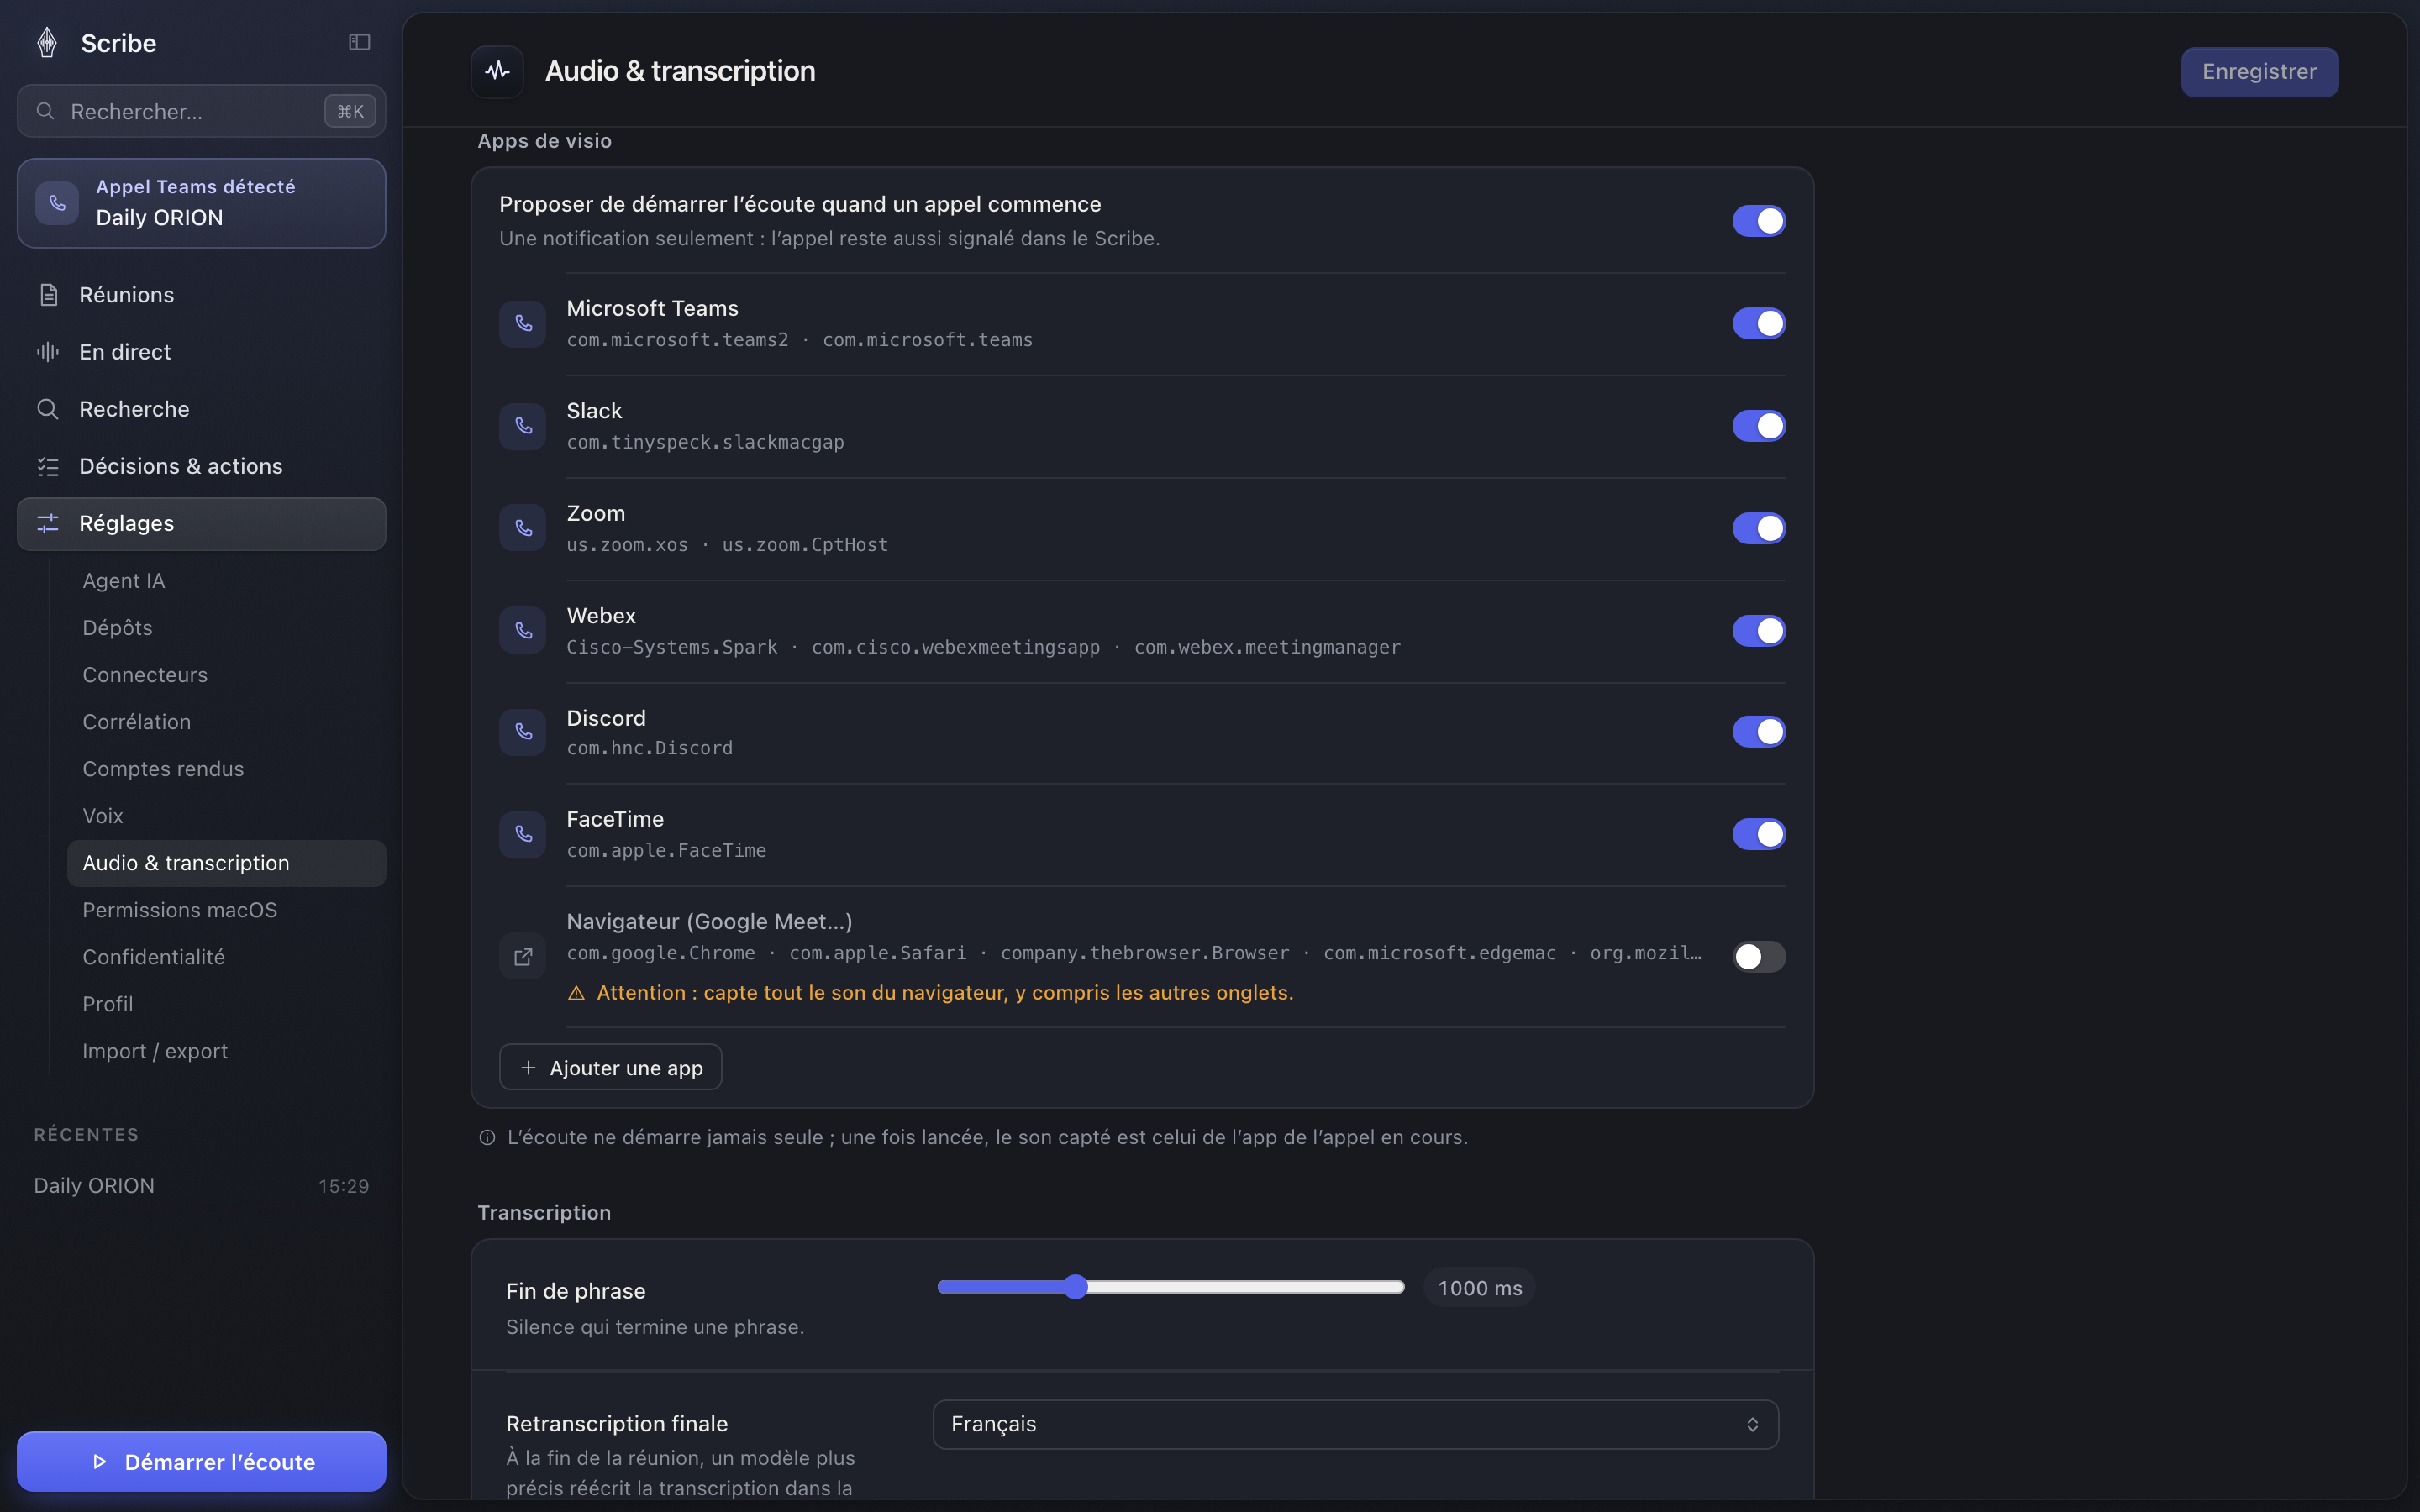 Scribe
Rechercher...
⌘K
Appel Teams détecté
Daily ORION
Réunions
En direct
Recherche
Décisions & actions
Réglages
Agent IA
Dépôts
Connecteurs
Corrélation
Comptes rendus
Voix
Audio & transcription
Permissions macOS
Confidentialité
Profil
Import / export
RÉCENTES
Daily ORION 15:29
Démarrer l’écoute
Audio & transcription
Enregistrer
Apps de visio
Proposer de démarrer l’écoute quand un appel commence
Une notification seulement : l’appel reste aussi signalé dans le Scribe.
Microsoft Teams
com.microsoft.teams2 · com.microsoft.teams
Slack
com.tinyspeck.slackmacgap
Zoom
us.zoom.xos · us.zoom.CptHost
Webex
Cisco-Systems.Spark · com.cisco.webexmeetingsapp · com.webex.meetingmanager
Discord
com.hnc.Discord
FaceTime
com.apple.FaceTime
Navigateur (Google Meet…)
com.google.Chrome · com.apple.Safari · company.thebrowser.Browser · com.microsoft.edgemac · org.mozil…
Attention : capte tout le son du navigateur, y compris les autres onglets.
Ajouter une app
L’écoute ne démarre jamais seule ; une fois lancée, le son capté est celui de l’app de l’appel en cours.
Transcription
Fin de phrase
1000 ms
Silence qui termine une phrase.
Retranscription finale
Français
À la fin de la réunion, un modèle plus
précis réécrit la transcription dans la